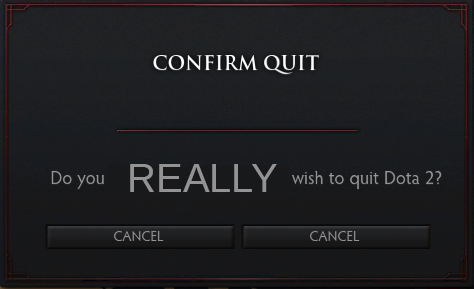 CONFIRM QUIT
Do you REALLY wish to quit Dota 2?
CANCEL CANCEL